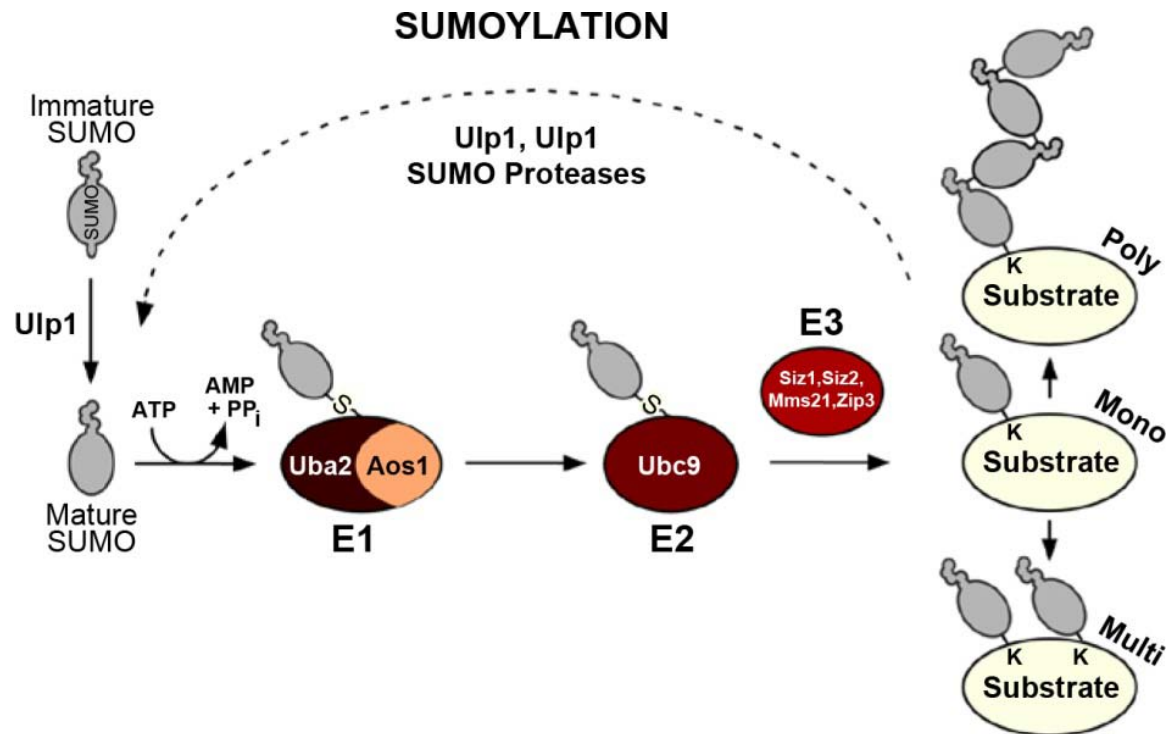 SUMOYLATION
Immature
SUMO
SUMO
Ulp1
Mature
SUMO
Ulp1, Ulp1
SUMO Proteases
ATP
AMP
+ PPi
S
Uba2
Aos1
E1
S
Ubc9
E2
E3
Siz1,Siz2,
Mms21,Zip3
K
Substrate
Poly
K
Substrate
Mono
K
K
Substrate
Multi